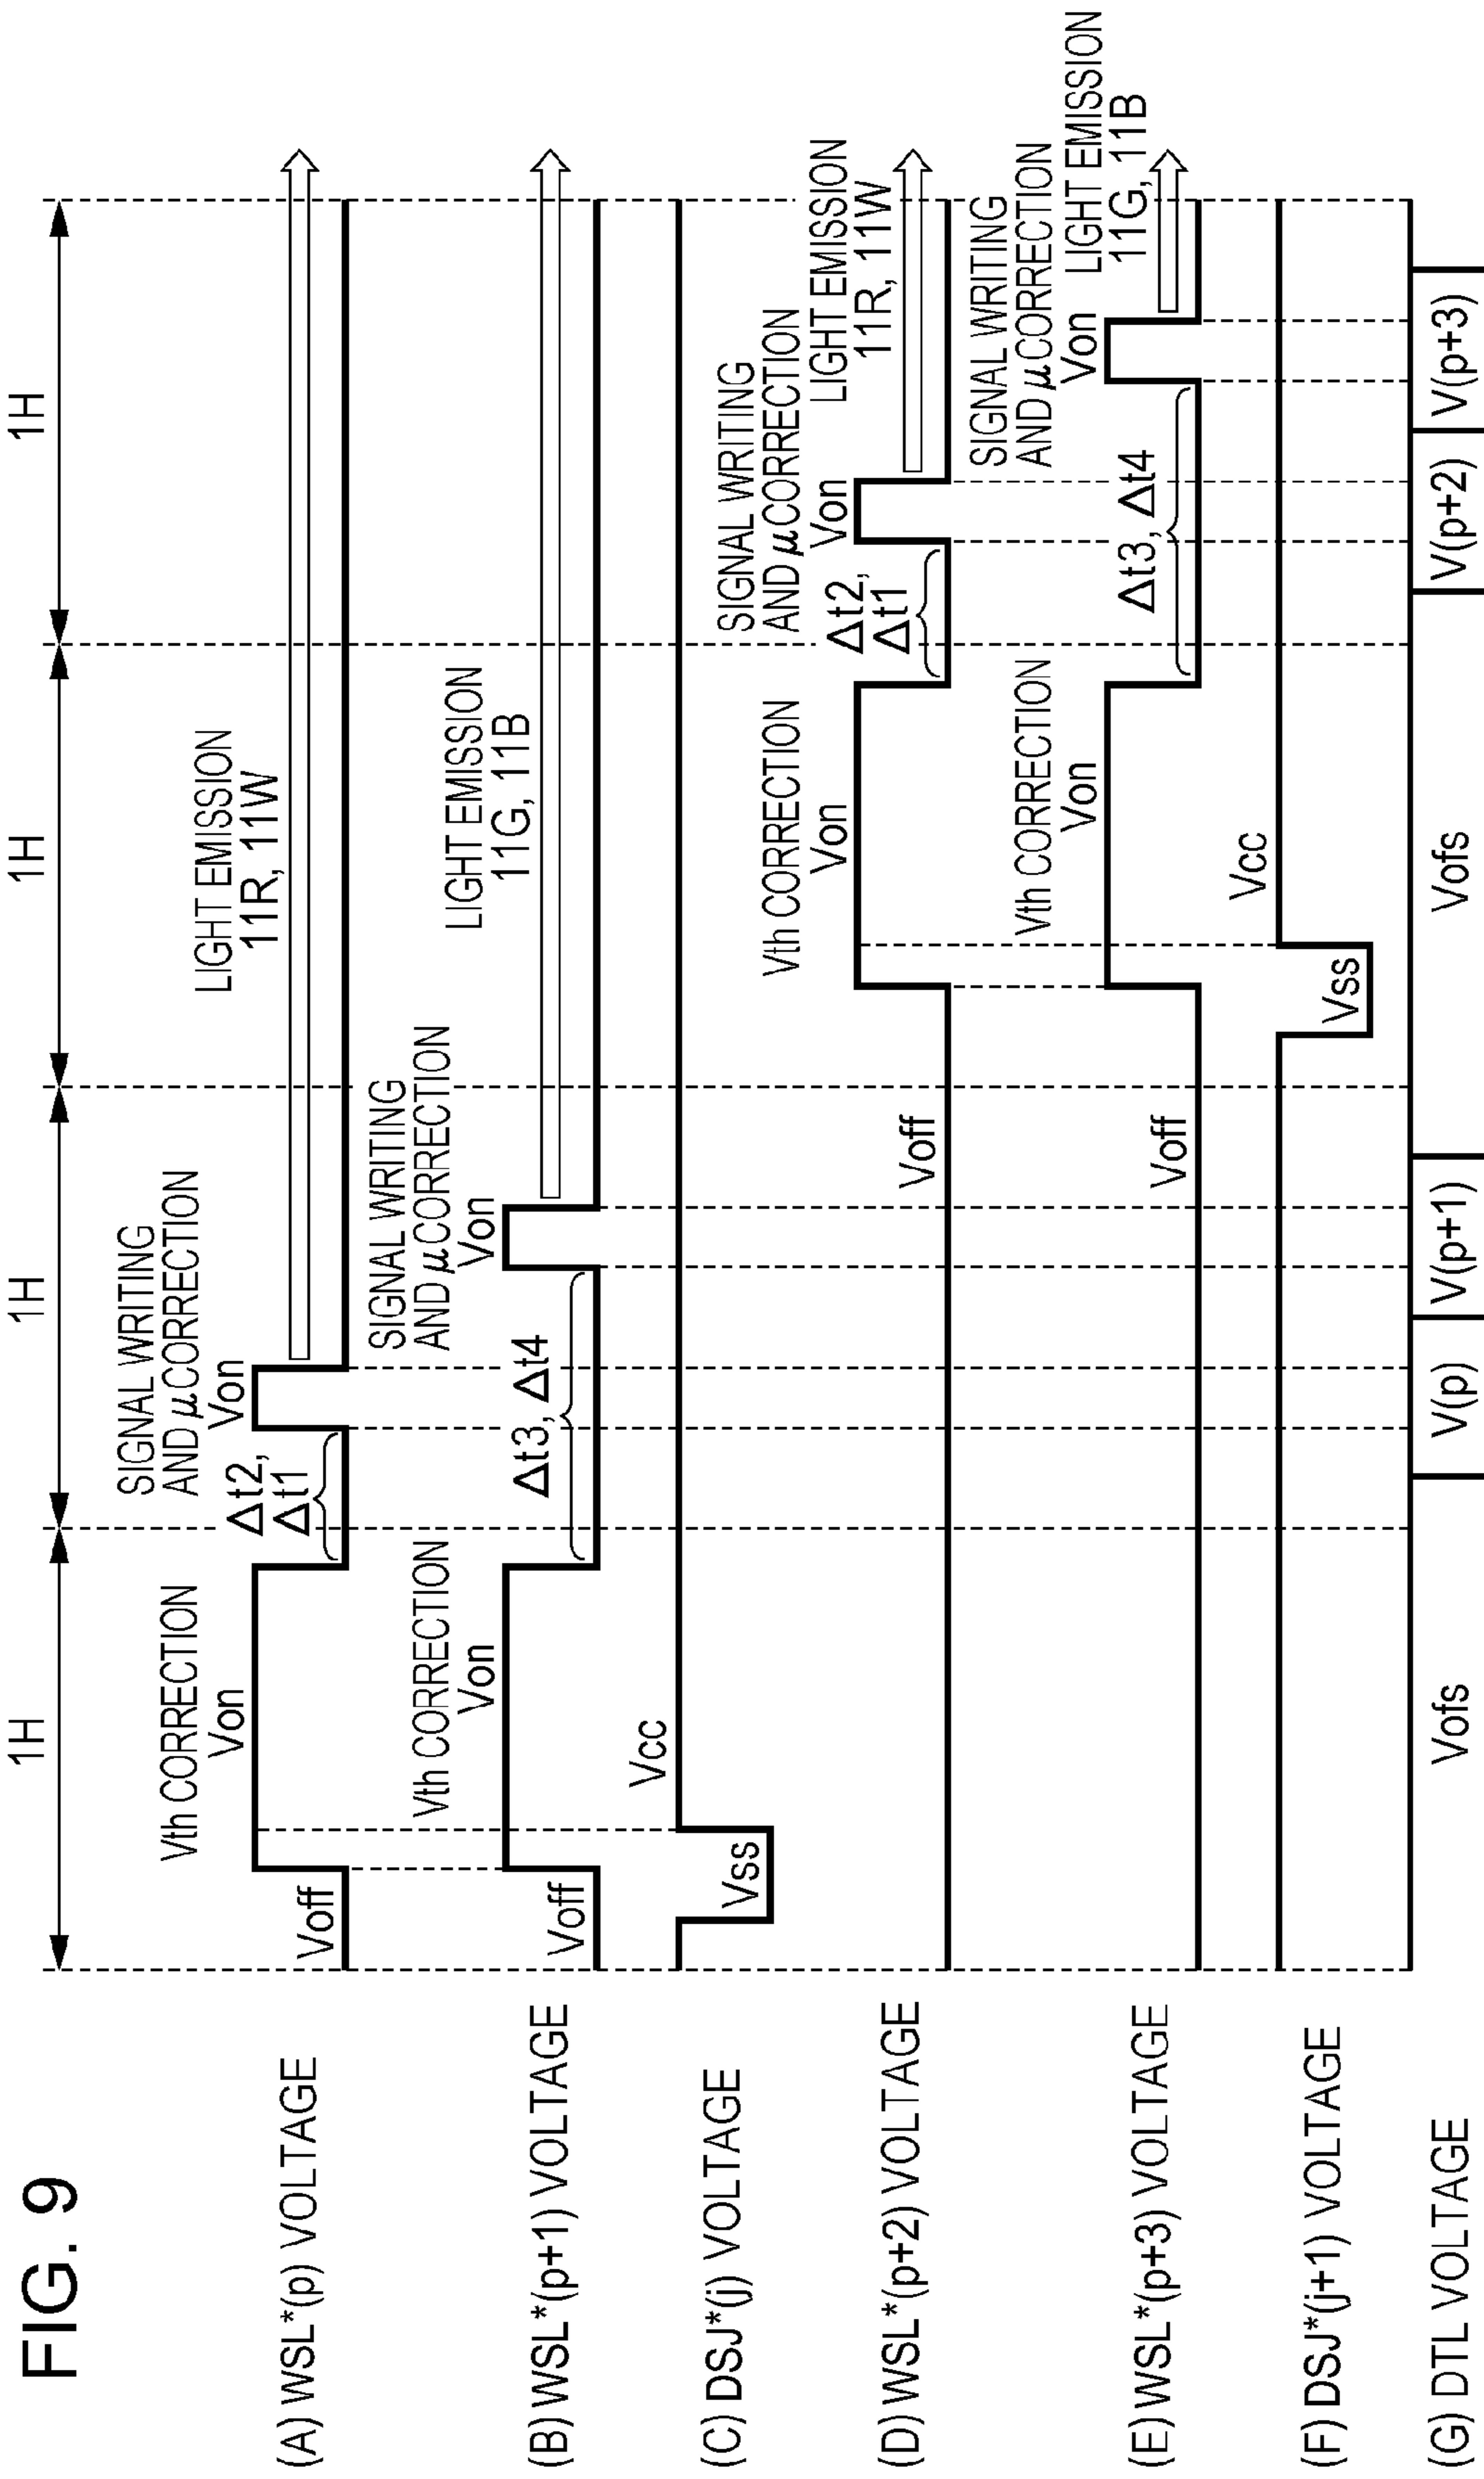 FIG. 9
1H
1H
1H
1H
(A) WSL*(p) VOLTAGE
Voff
Vth CORRECTION
Von
Δt2,
Δt1
SIGNAL WRITING
AND μCORRECTION
Von
LIGHT EMISSION
11R, 11W
(B) WSL*(p+1) VOLTAGE
Voff
Vth CORRECTION
Von
Δt3, Δt4
SIGNAL WRITING
AND μCORRECTION
Von
LIGHT EMISSION
11G, 11B
(C) DSJ*(j) VOLTAGE
Vss
Vcc
(D) WSL*(p+2) VOLTAGE
Voff
Vth CORRECTION
Von
Δt2,
Δt1
SIGNAL WRITING
AND μCORRECTION
Von
LIGHT EMISSION
11R, 11W
(E) WSL*(p+3) VOLTAGE
Voff
Vth CORRECTION
Von
Δt3, Δt4
SIGNAL WRITING
AND μCORRECTION
Von
LIGHT EMISSION
11G, 11B
(F) DSJ*(j+1) VOLTAGE
Vss
Vcc
(G) DTL VOLTAGE
Vofs
V(p)
V(p+1)
Vofs
V(p+2)
V(p+3)